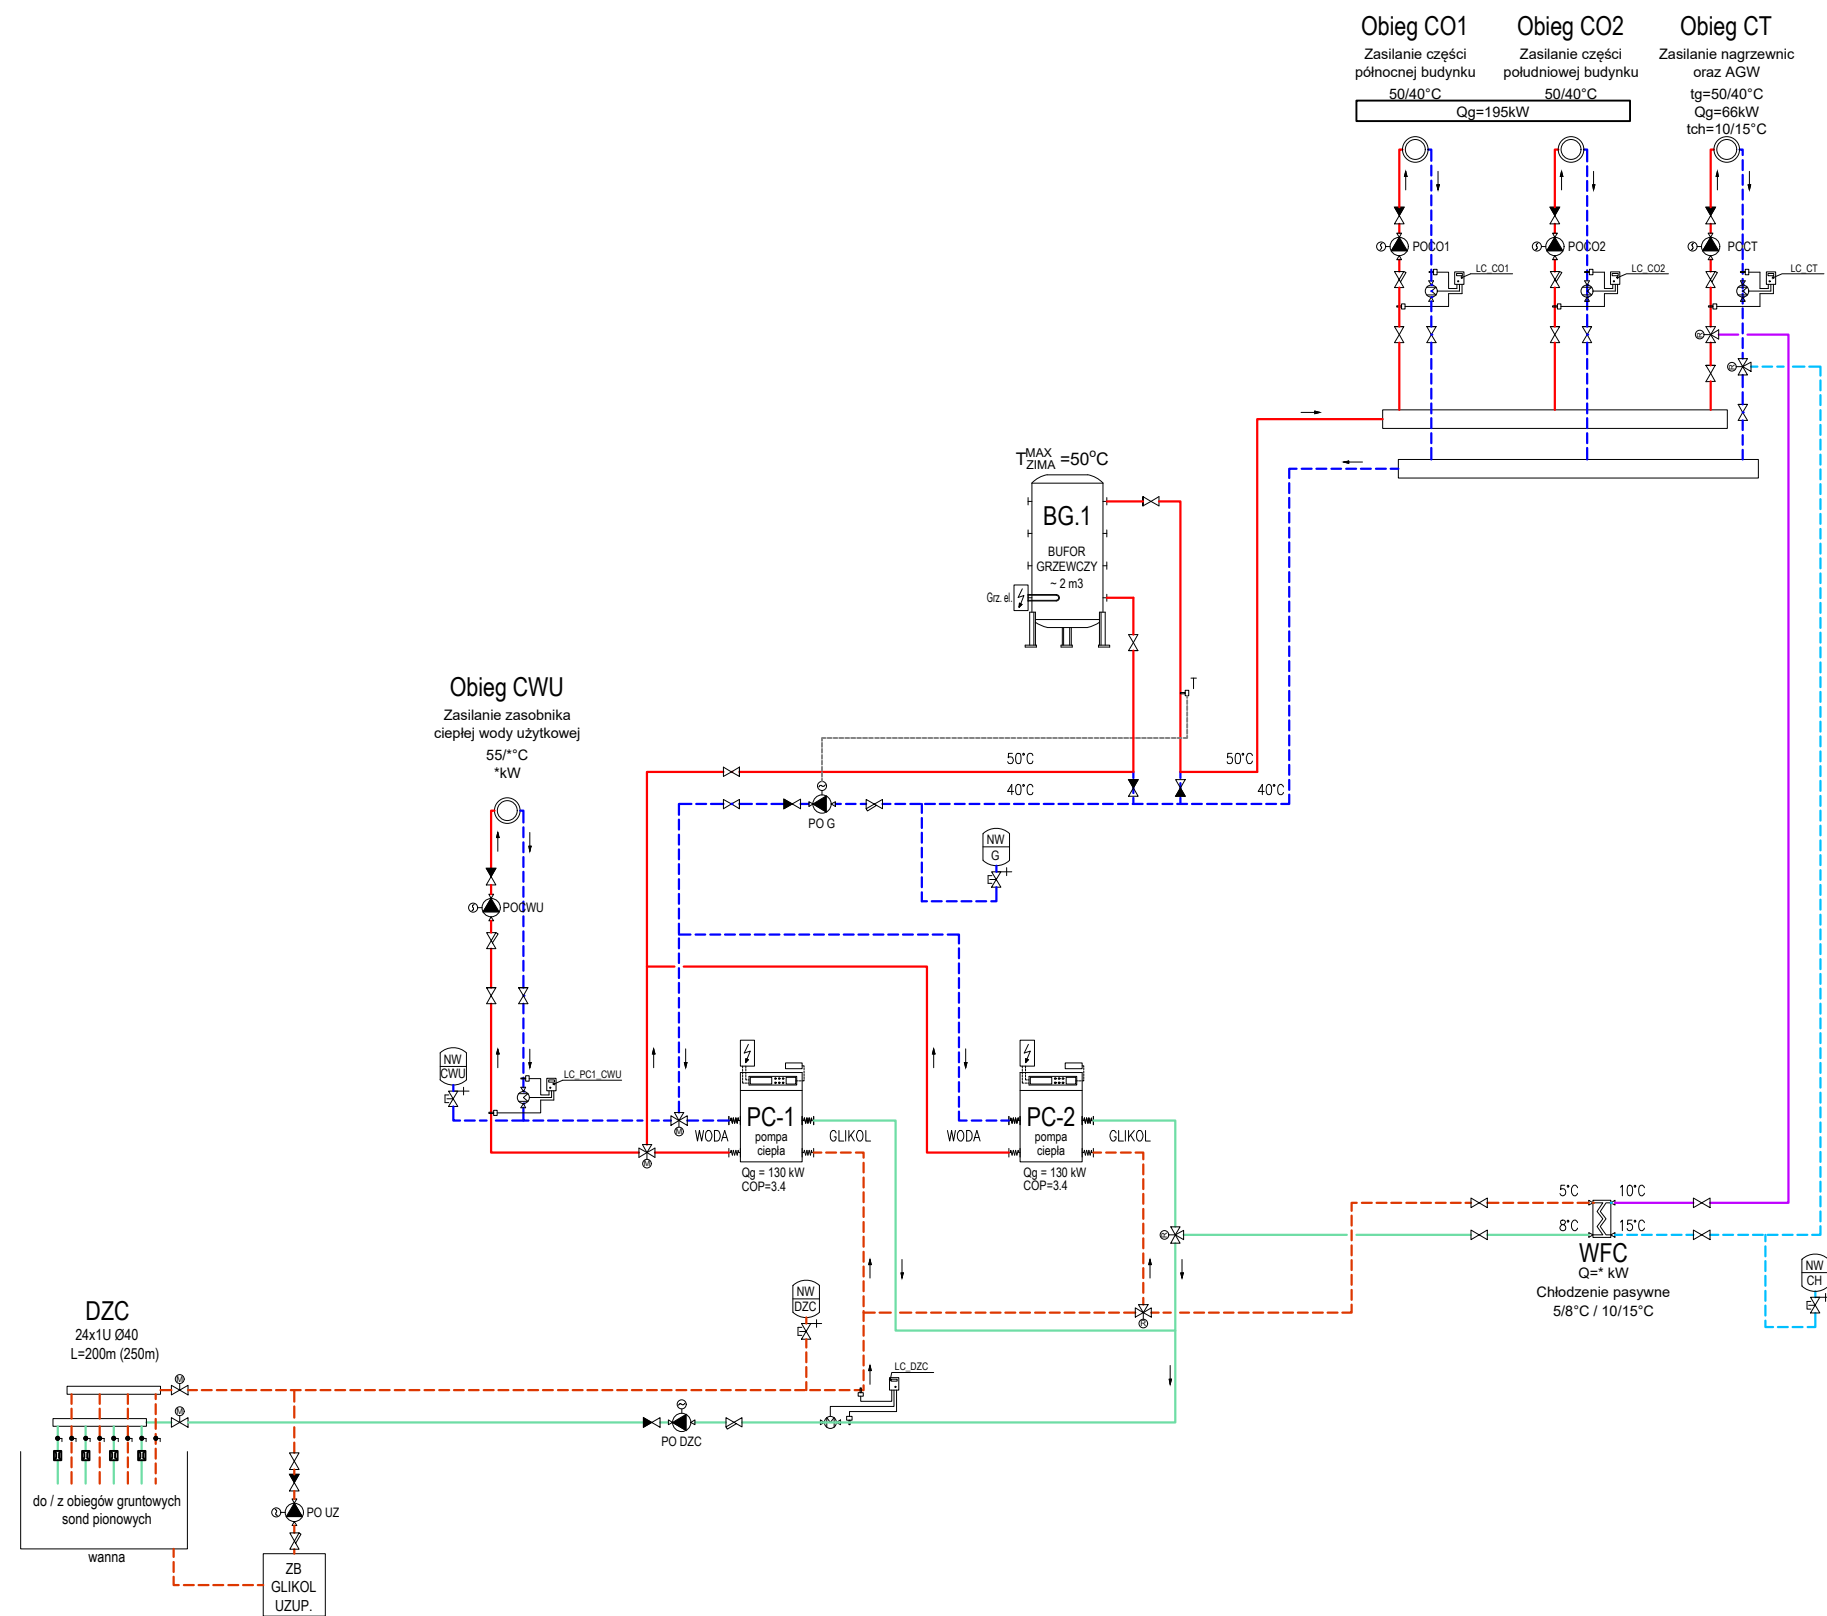 Obieg CO1
Zasilanie części
północnej budynku
50/40°C
Obieg CO2
Zasilanie części
południowej budynku
50/40°C
Qg=195kW
Obieg CT
Zasilanie nagrzewnic
oraz AGW
tg=50/40°C
Qg=66kW
tch=10/15°C
POCO1
POCO2
POCT
LC_CO1
LC_CO2
LC_CT
R
R
T MAX ZIMA =50°C
BG.1
BUFOR
GRZEWCZY
~ 2 m3
Grz. el.
T
Obieg CWU
Zasilanie zasobnika
ciepłej wody użytkowej
55/*°C
*kW
50°C
50°C
40°C
40°C
PO G
NW
G
POCWU
NW
CWU
LC_PC1_CWU
M
M
WODA
PC-1
pompa
ciepła
GLIKOL
Qg = 130 kW
COP=3.4
WODA
PC-2
pompa
ciepła
GLIKOL
Qg = 130 kW
COP=3.4
R
R
5°C
10°C
8°C
15°C
WFC
Q=* kW
Chłodzenie pasywne
5/8°C / 10/15°C
NW
CH
NW
DZC
DZC
24x1U Ø40
L=200m (250m)
M
M
LC_DZC
PO DZC
do / z obiegów gruntowych
sond pionowych
wanna
PO UZ
ZB
GLIKOL
UZUP.